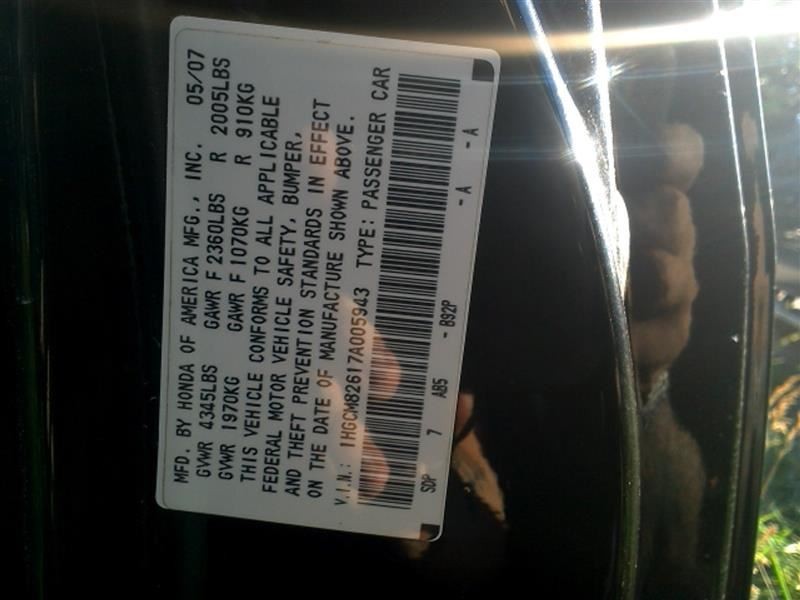 MFD. BY HONDA OF AMERICA MFG., INC. 05/07
GVWR 4345LBS GAWR F 2360LBS R 2005LBS
GVWR 1970KG GAWR F 1070KG R 910KG
THIS VEHICLE CONFORMS TO ALL APPLICABLE
FEDERAL MOTOR VEHICLE SAFETY, BUMPER,
AND THEFT PREVENTION STANDARDS IN EFFECT
ON THE DATE OF MANUFACTURE SHOWN ABOVE.
V.I.N.: 1HGCM82617A005943 TYPE: PASSENGER CAR
SDP 7 AB5 - B92P - A - A